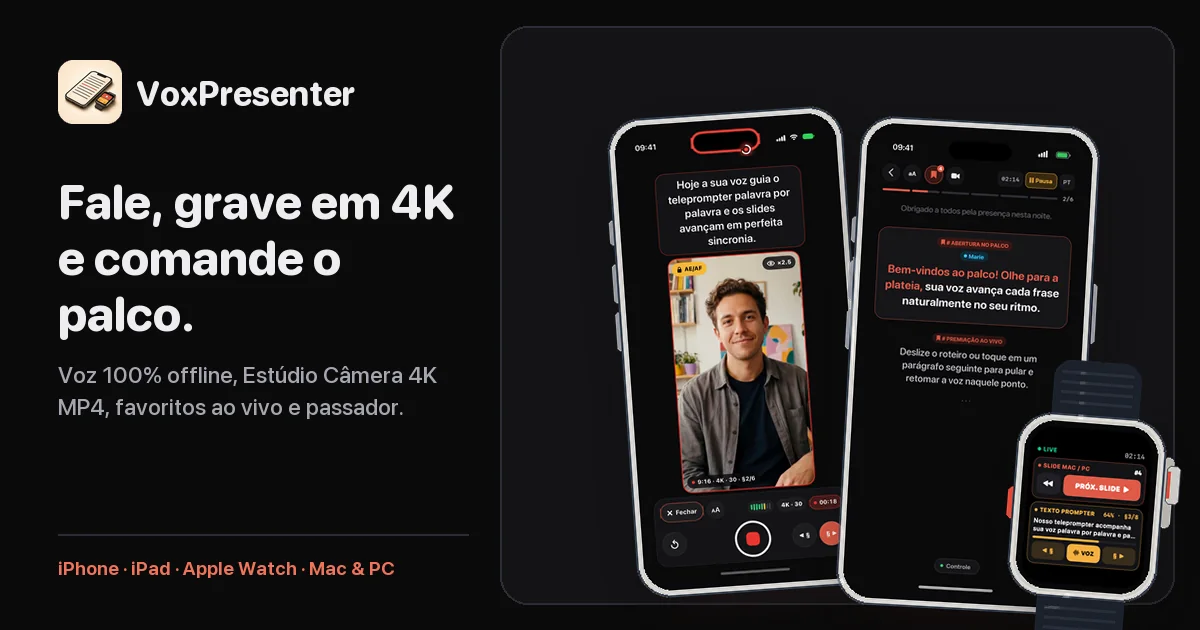 VoxPresenter
Fale, grave em 4K
e comande o
palco.
Voz 100% offline, Estúdio Câmera 4K
MP4, favoritos ao vivo e passador.
iPhone · iPad · Apple Watch · Mac & PC
09:41
Hoje a sua voz guia o
teleprompter palavra por
palavra e os slides
avançam em perfeita
sincronia.
AE/AF
×2.5
9:16 · 4K · 30 · §2/6
Fechar
AA
4K · 30
00:18
◀ §
§ ▶
09:41
AA
4
02:14
Pausa
PT
2/6
Obrigado a todos pela presença nesta noite.
# ABERTURA NO PALCO
Marie
Bem-vindos ao palco! Olhe para a
plateia, sua voz avança cada frase
naturalmente no seu ritmo.
# PREMIAÇÃO AO VIVO
Deslize o roteiro ou toque em um
parágrafo seguinte para pular e
retomar a voz naquele ponto.
...
Controle
LIVE
02:14
SLIDE MAC / PC
#4
PRÓX. SLIDE ▶
TEXTO PROMPTER
64% · §3/8
Nosso teleprompter acompanha
sua voz palavra por palavra e pa...
◀ §
VOZ
§ ▶